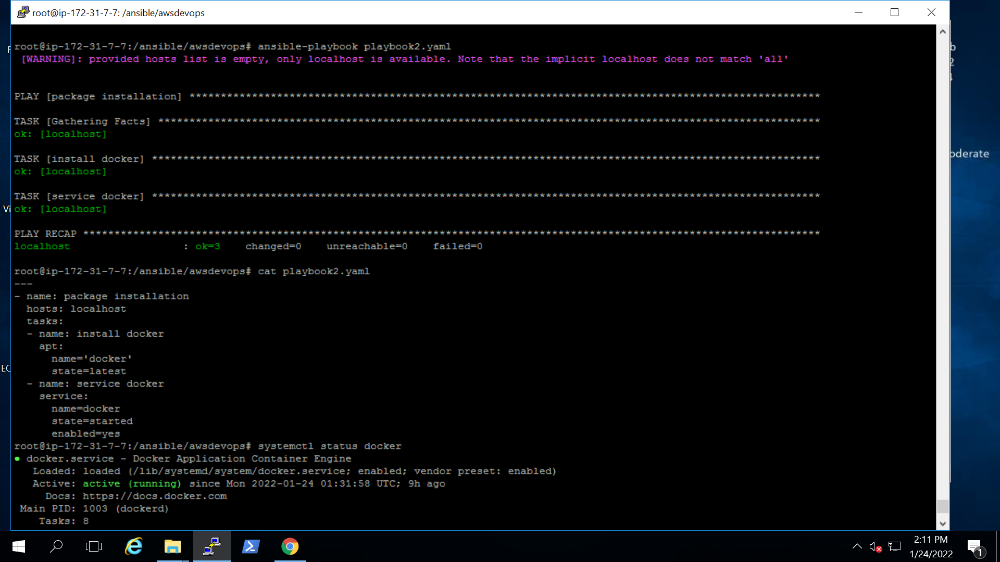 root@ip-172-31-7-7: /ansible/awsdevops
root@ip-172-31-7-7:/ansible/awsdevops# ansible-playbook playbook2.yaml
[WARNING]: provided hosts list is empty, only localhost is available. Note that the implicit localhost does not match 'all'
PLAY [package installation] *****************************************************************************************************
TASK [Gathering Facts] **********************************************************************************************************
ok: [localhost]
TASK [install docker] ***********************************************************************************************************
ok: [localhost]
TASK [service docker] ***********************************************************************************************************
ok: [localhost]
PLAY RECAP **********************************************************************************************************************
localhost                  : ok=3    changed=0    unreachable=0    failed=0
root@ip-172-31-7-7:/ansible/awsdevops# cat playbook2.yaml
---
- name: package installation
  hosts: localhost
  tasks:
  - name: install docker
    apt:
      name='docker'
      state=latest
  - name: service docker
    service:
      name=docker
      state=started
      enabled=yes
root@ip-172-31-7-7:/ansible/awsdevops# systemctl status docker
● docker.service - Docker Application Container Engine
   Loaded: loaded (/lib/systemd/system/docker.service; enabled; vendor preset: enabled)
   Active: active (running) since Mon 2022-01-24 01:31:58 UTC; 9h ago
     Docs: https://docs.docker.com
 Main PID: 1003 (dockerd)
    Tasks: 8
Vi
EC
b
2
oderate
2:11 PM
1/24/2022
1